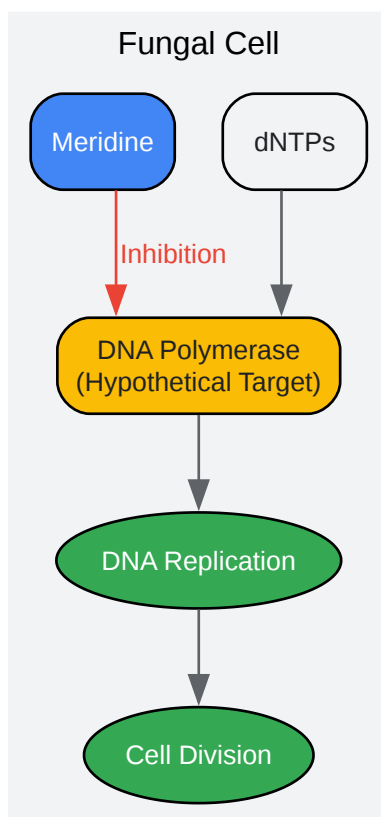 Fungal Cell
Meridine
dNTPs
Inhibition
DNA Polymerase
(Hypothetical Target)
DNA Replication
Cell Division